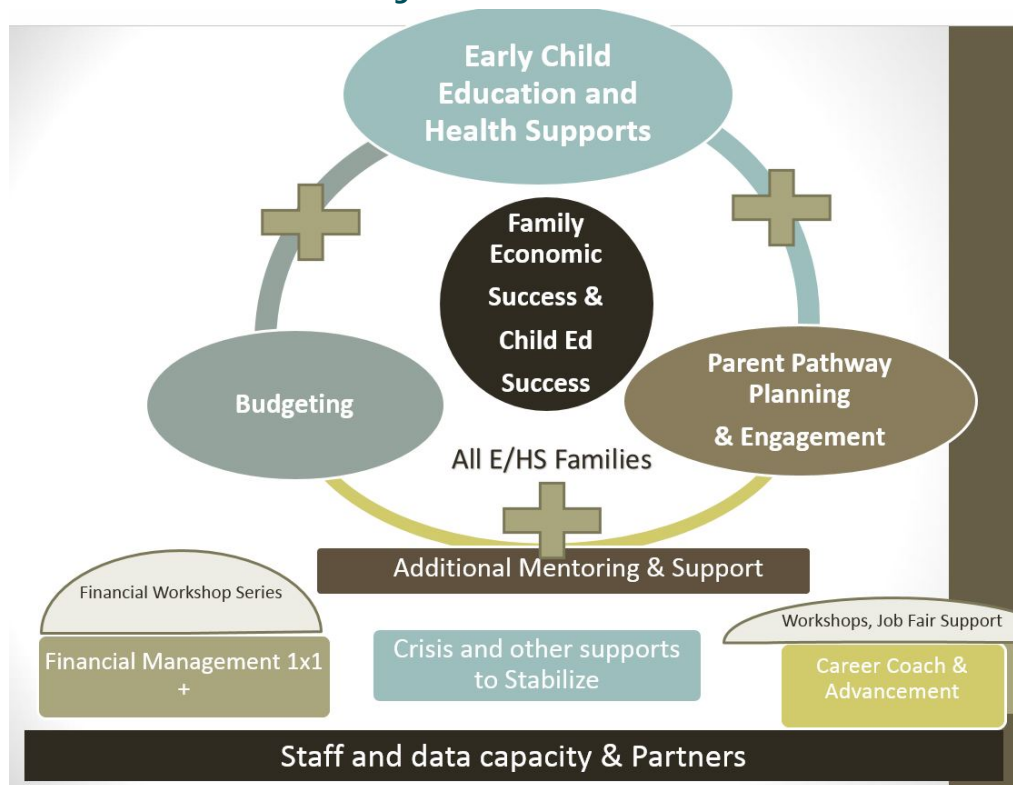 Early Child
Education and
Health Supports
Family
Economic
Success &
Child Ed
Success
Budgeting
Parent Pathway
Planning
& Engagement
All E/HS Families
Additional Mentoring & Support
Financial Workshop Series
Financial Management 1x1
+
Crisis and other supports
to Stabilize
Workshops, Job Fair Support
Career Coach &
Advancement
Staff and data capacity & Partners